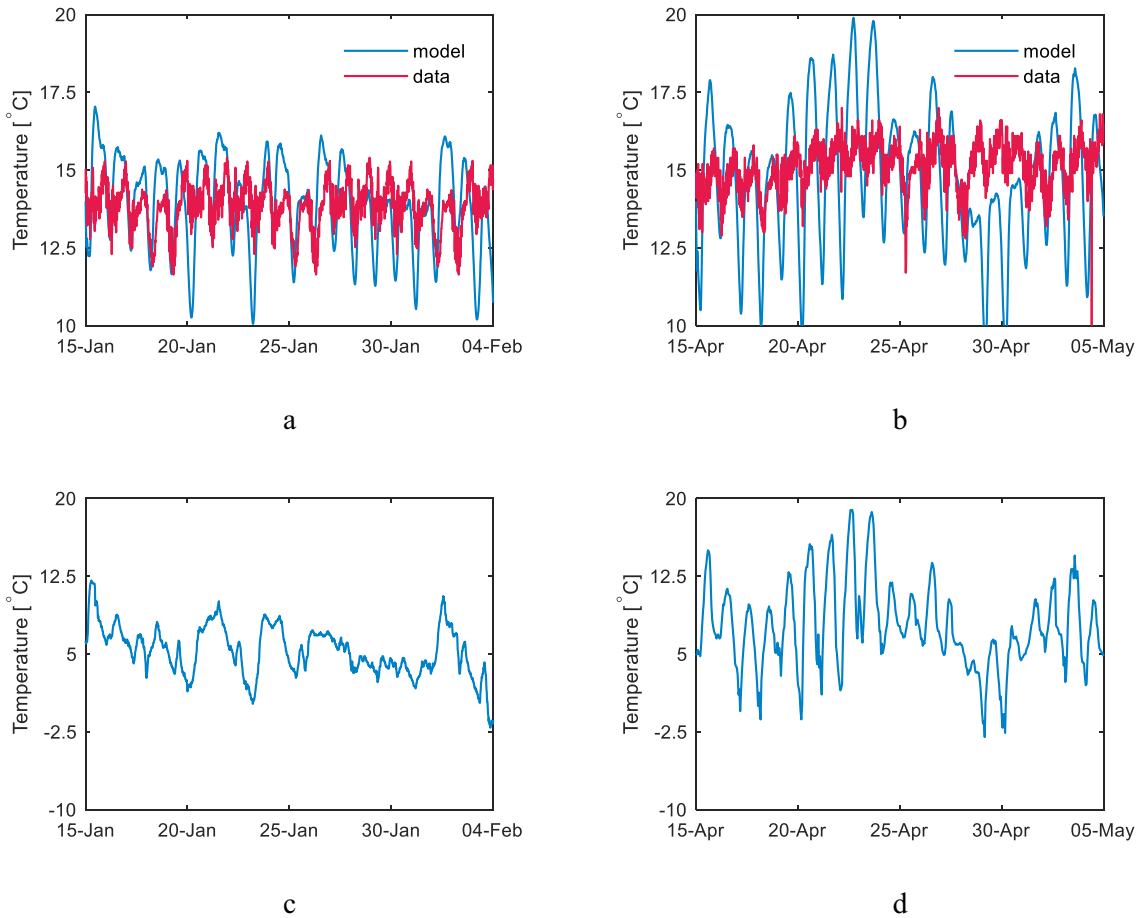 20
17.5
15
12.5
10
Temperature [°C]
model
data
15-Jan 20-Jan 25-Jan 30-Jan 04-Feb
a
20
17.5
15
12.5
10
Temperature [°C]
model
data
15-Apr 20-Apr 25-Apr 30-Apr 05-May
b
20
12.5
5
-2.5
-10
Temperature [°C]
15-Jan 20-Jan 25-Jan 30-Jan 04-Feb
c
20
12.5
5
-2.5
-10
Temperature [°C]
15-Apr 20-Apr 25-Apr 30-Apr 05-May
d